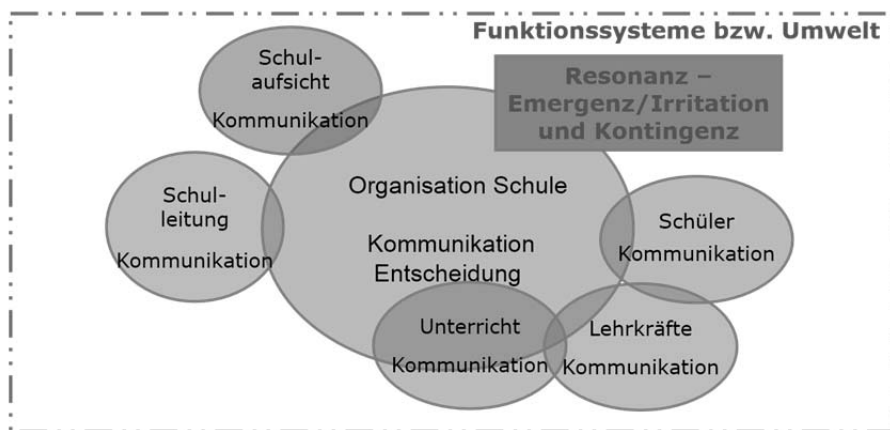 Funktionssysteme bzw. Umwelt
Resonanz –
Emergenz/Irritation
und Kontingenz
Schul-
aufsicht
Kommunikation
Organisation Schule
Kommunikation
Entscheidung
Schul-
leitung
Kommunikation
Schüler
Kommunikation
Unterricht
Kommunikation
Lehrkräfte
Kommunikation